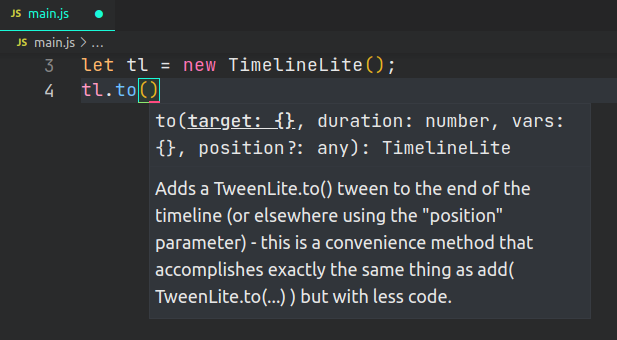 JS main.js
JS main.js > ...
3 let tl = new TimelineLite();
4 tl.to()
to(target: {}, duration: number, vars:
{}, position?: any): TimelineLite
Adds a TweenLite.to() tween to the end of the
timeline (or elsewhere using the "position"
parameter) - this is a convenience method that
accomplishes exactly the same thing as add(
TweenLite.to(...) ) but with less code.